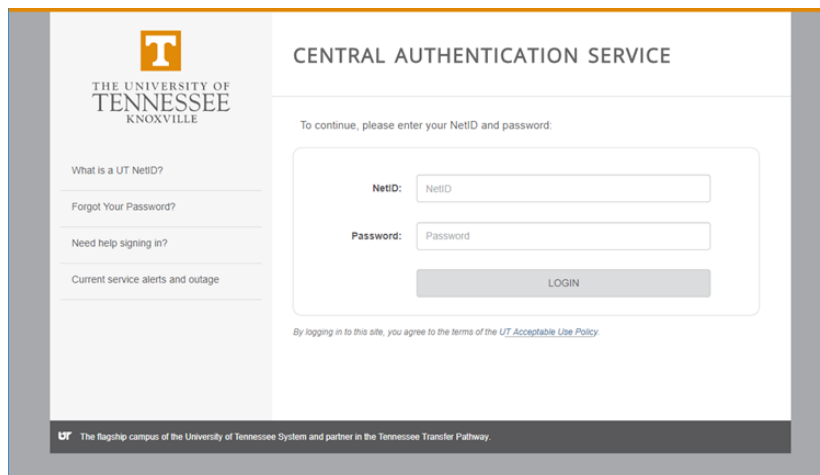 T
THE UNIVERSITY OF
TENNESSEE
KNOXVILLE
What is a UT NetID?
Forgot Your Password?
Need help signing in?
Current service alerts and outage
CENTRAL AUTHENTICATION SERVICE
To continue, please enter your NetID and password:
NetID: NetID
Password: Password
LOGIN
By logging in to this site, you agree to the terms of the UT Acceptable Use Policy.
UT The flagship campus of the University of Tennessee System and partner in the Tennessee Transfer Pathway.